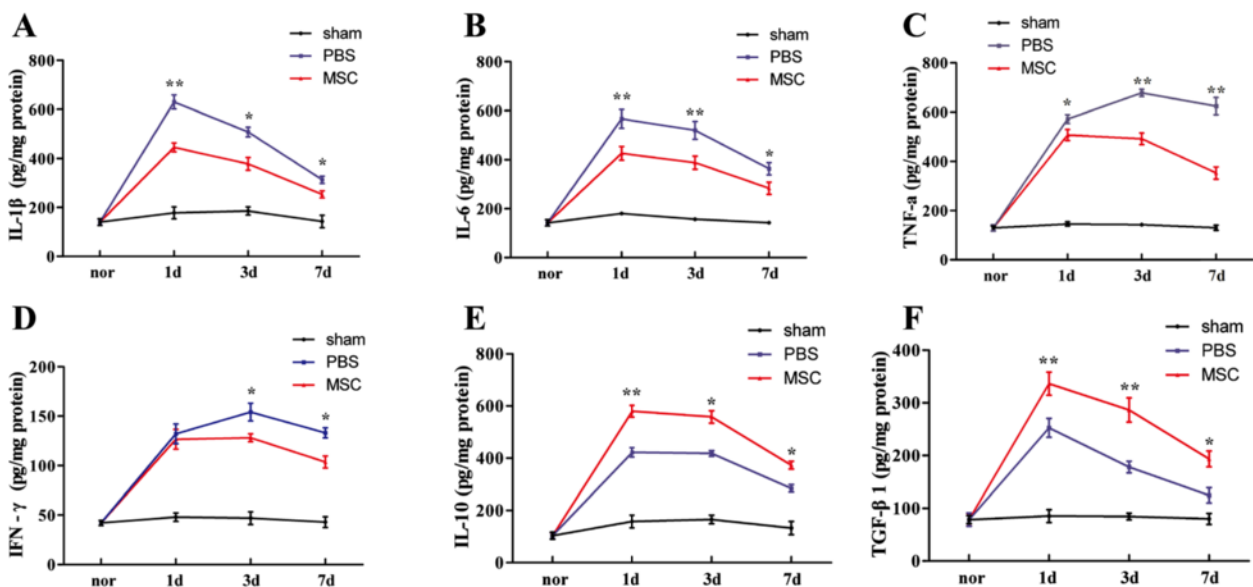 A
sham
PBS
MSC
IL-1β (pg/mg protein)
800
600
400
200
0
**
*
*
nor 1d 3d 7d
B
sham
PBS
MSC
IL-6 (pg/mg protein)
800
600
400
200
0
**
**
*
nor 1d 3d 7d
C
sham
PBS
MSC
TNF-a (pg/mg protein)
800
600
400
200
0
*
**
**
nor 1d 3d 7d
D
sham
PBS
MSC
IFN - γ (pg/mg protein)
200
150
100
50
0
*
*
nor 1d 3d 7d
E
sham
PBS
MSC
IL-10 (pg/mg protein)
800
600
400
200
0
**
*
*
nor 1d 3d 7d
F
sham
PBS
MSC
TGF-β 1 (pg/mg protein)
400
300
200
100
0
**
**
*
nor 1d 3d 7d